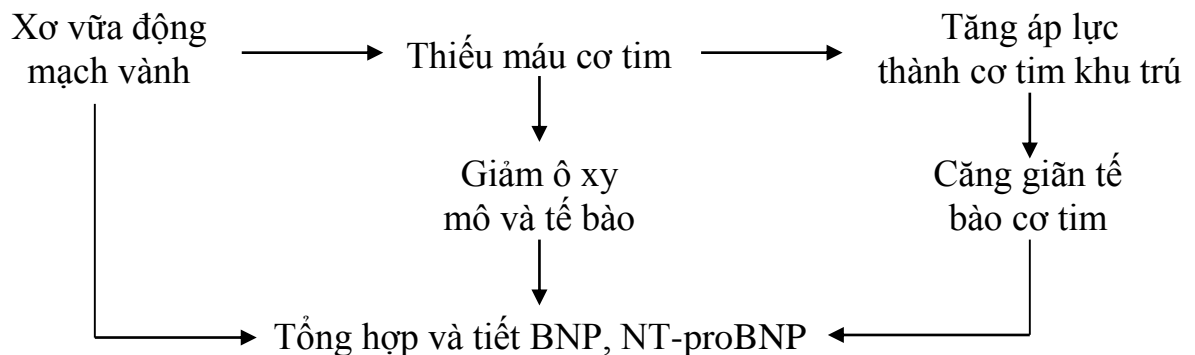 Xơ vữa động
mạch vành
Thiếu máu cơ tim
Tăng áp lực
thành cơ tim khu trú
Giảm ô xy
mô và tế bào
Căng giãn tế
bào cơ tim
Tổng hợp và tiết BNP, NT-proBNP